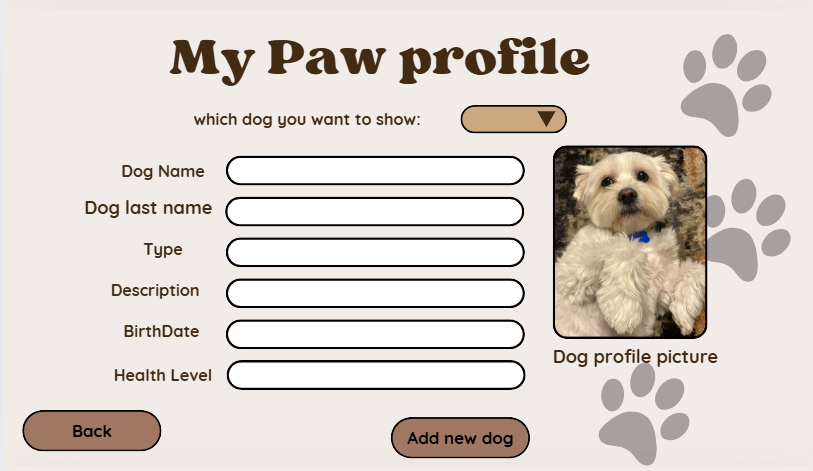 My Paw profile
which dog you want to show:
Dog Name
Dog last name
Type
Description
BirthDate
Health Level
Dog profile picture
Back
Add new dog